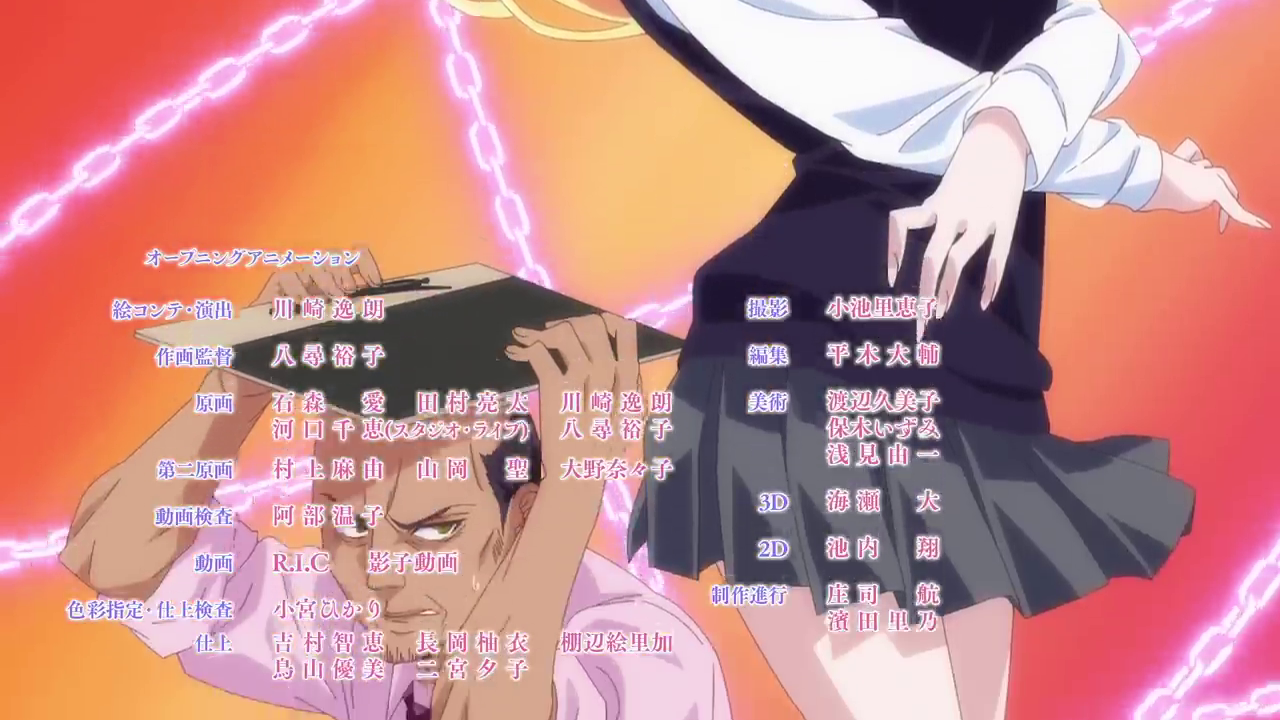 オープニングアニメーション
絵コンテ・演出 川崎逸朗
作画監督 八尋裕子
原画 石森愛 田村亮太 川崎逸朗
河口千恵(スタジオ・ライブ) 八尋裕子
第二原画 村上麻由 山岡聖 大野奈々子
動画検査 阿部温子
動画 R.I.C 影子動画
色彩指定・仕上検査 小宮ひかり
仕上 吉村智恵 長岡柚衣 棚辺絵里加
鳥山優美 二宮夕子
撮影 小池里恵子
編集 平木大輔
美術 渡辺久美子
保木いずみ
浅見由一
3D 海瀬大
2D 池内翔
制作進行 庄司航
濱田里乃